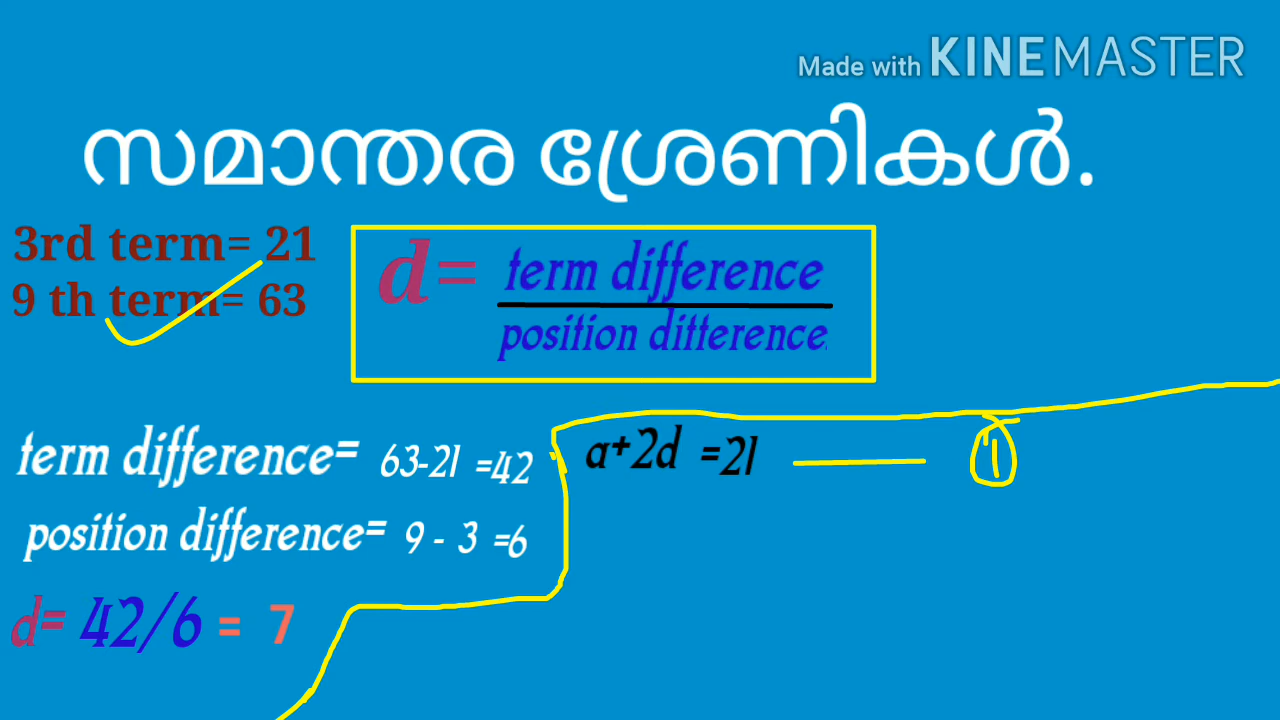 Made with KINEMASTER
സമാന്തര ശ്രേണികൾ.
3rd term= 21
9 th term= 63
d= term difference
position difference
term difference= 63-21 =42
position difference= 9 - 3 =6
d= 42/6 = 7
a+2d =21 ——— 1